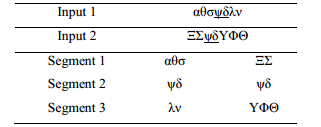 Input 1 αθσψδλν
Input 2 ΞΣψδΥΦΘ
Segment 1 αθσ ΞΣ
Segment 2 ψδ ψδ
Segment 3 λν ΥΦΘ